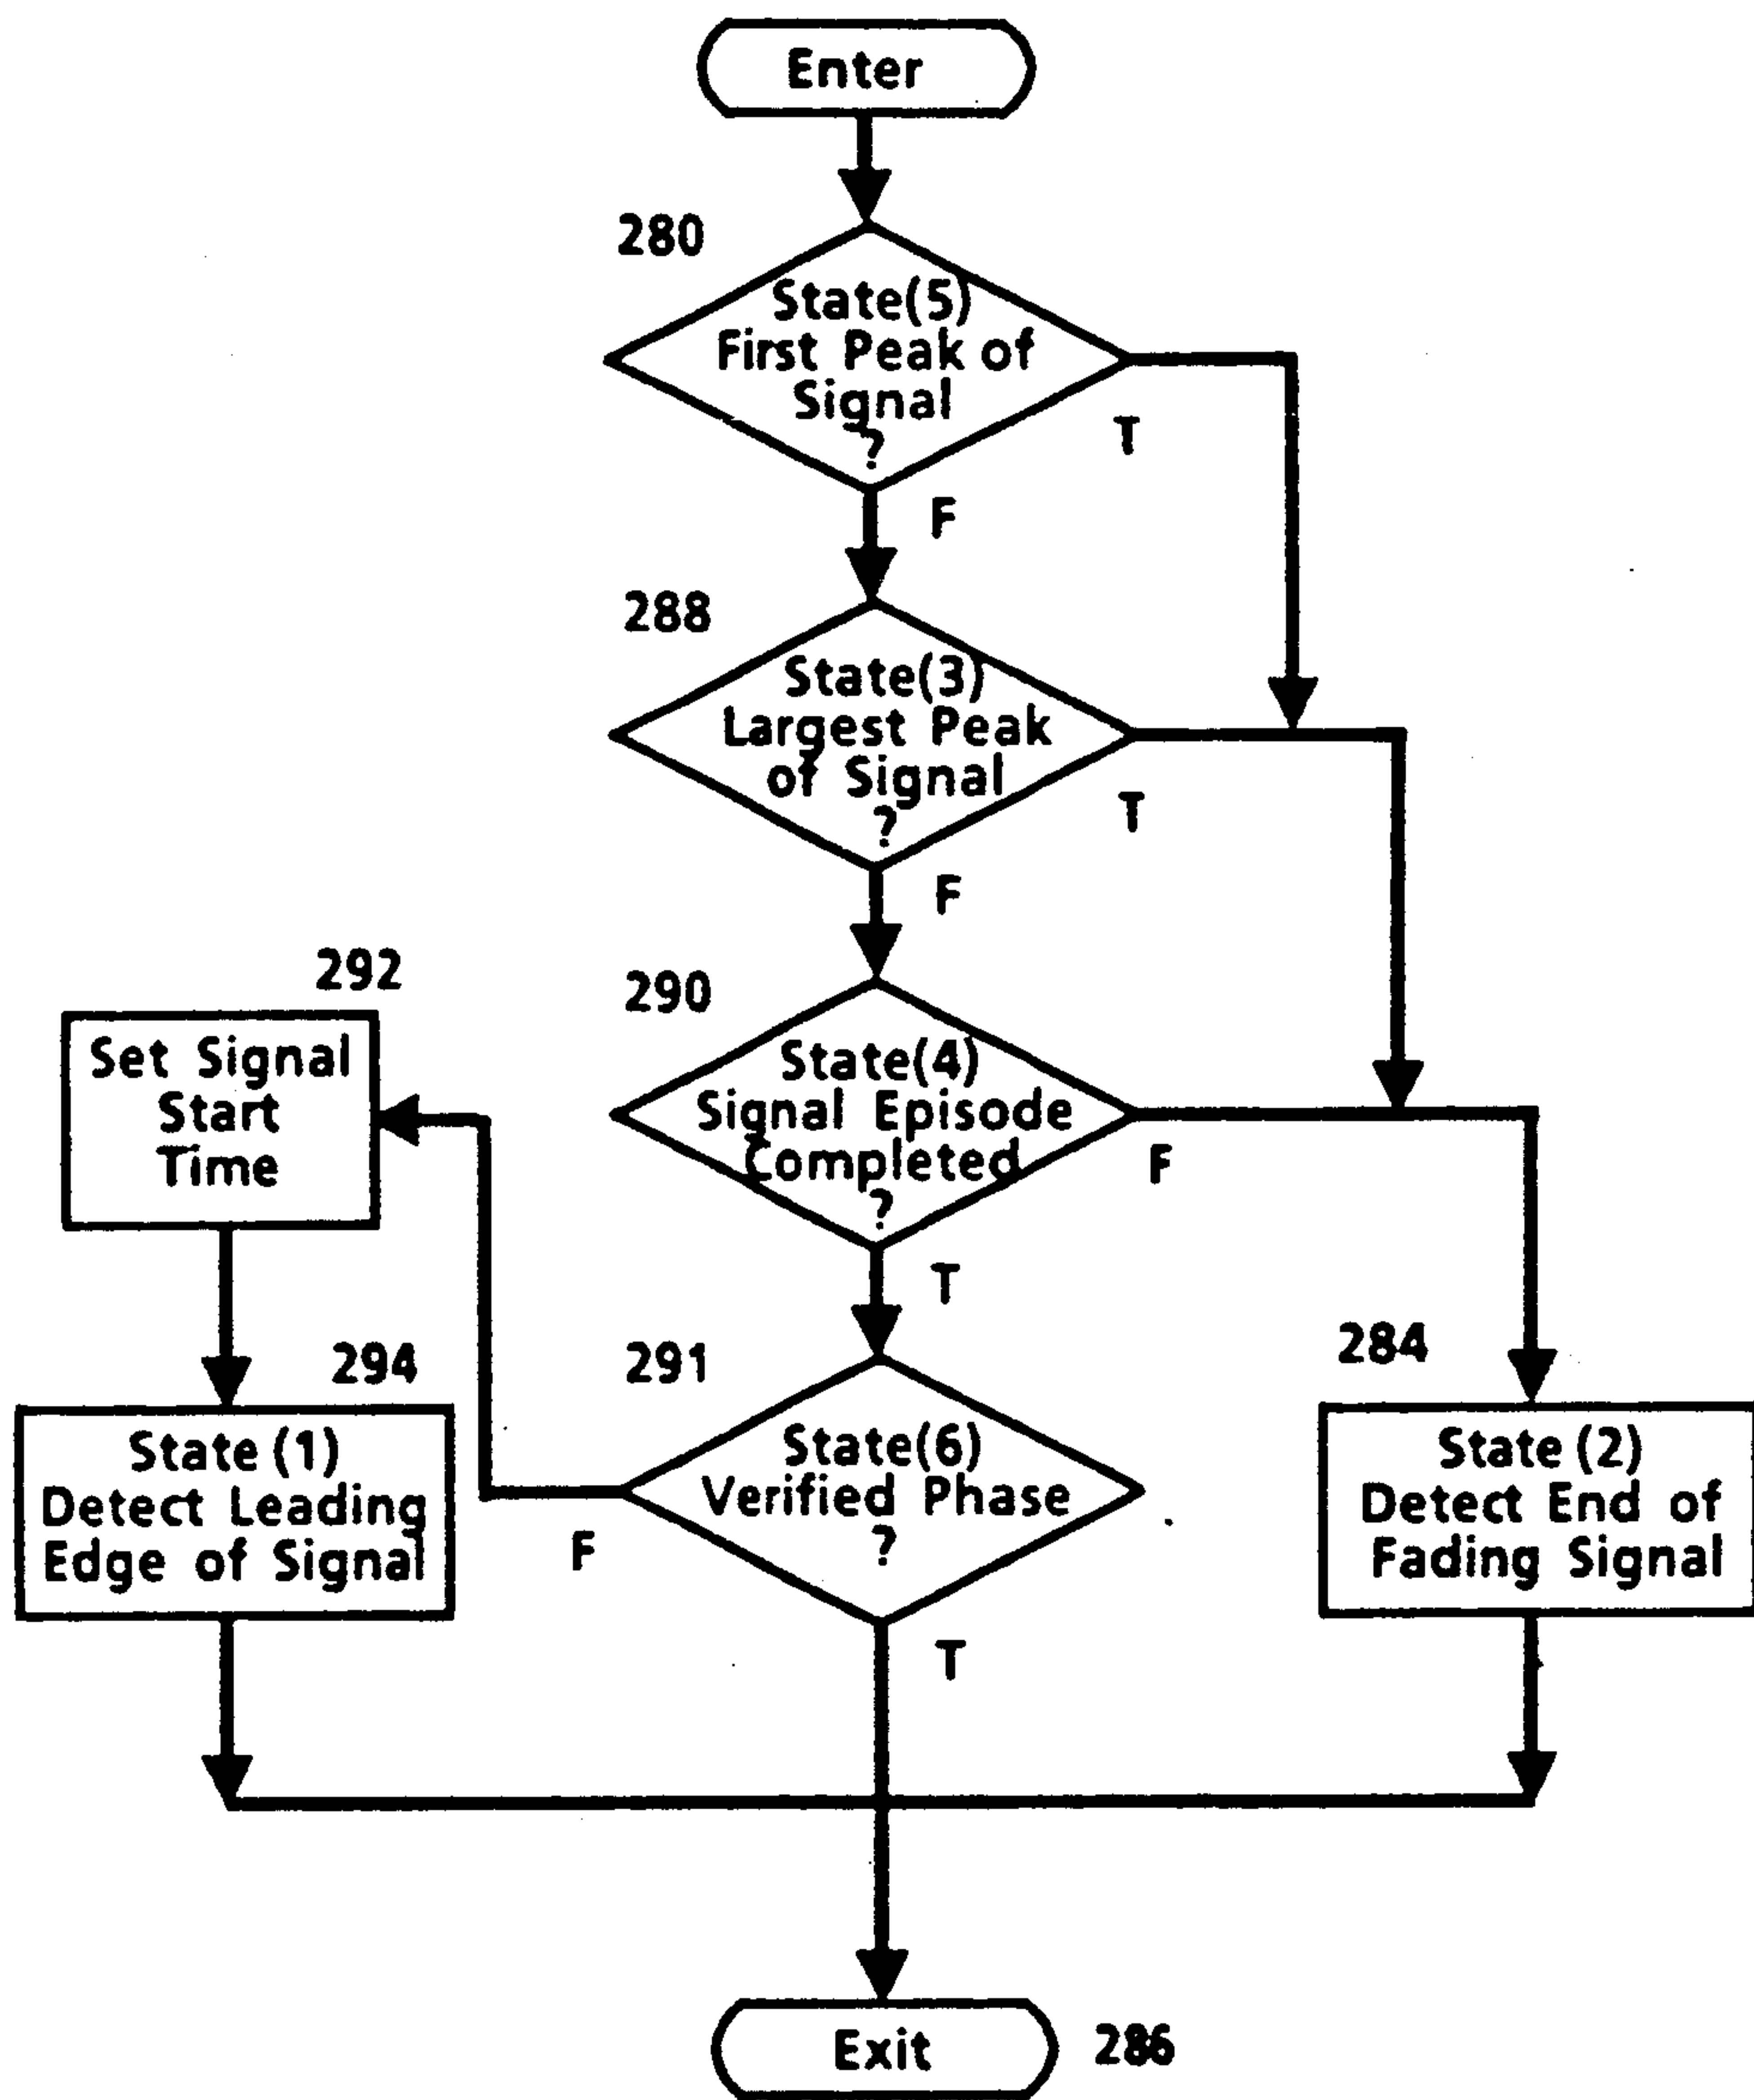 Enter
280
State(5)
First Peak of
Signal
?
T
F
288
State(3)
Largest Peak
of Signal
?
T
F
290
State(4)
Signal Episode
Completed
?
F
T
292
Set Signal
Start
Time
294
State (1)
Detect Leading
Edge of Signal
291
State(6)
Verified Phase
?
F
T
284
State (2)
Detect End of
Fading Signal
Exit
286